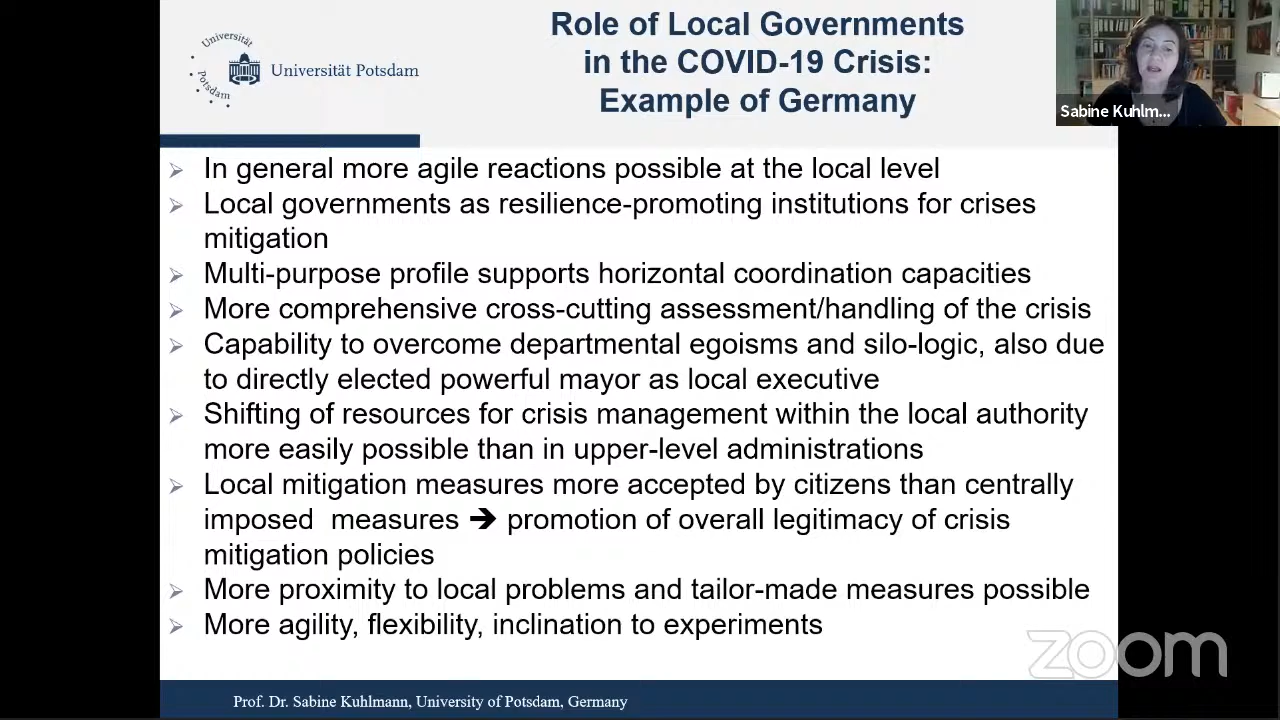 Universität
Potsdam
Universität Potsdam
Role of Local Governments
in the COVID-19 Crisis:
Example of Germany
Sabine Kuhlm...
➢ In general more agile reactions possible at the local level
➢ Local governments as resilience-promoting institutions for crises
mitigation
➢ Multi-purpose profile supports horizontal coordination capacities
➢ More comprehensive cross-cutting assessment/handling of the crisis
➢ Capability to overcome departmental egoisms and silo-logic, also due
to directly elected powerful mayor as local executive
➢ Shifting of resources for crisis management within the local authority
more easily possible than in upper-level administrations
➢ Local mitigation measures more accepted by citizens than centrally
imposed  measures ➔ promotion of overall legitimacy of crisis
mitigation policies
➢ More proximity to local problems and tailor-made measures possible
➢ More agility, flexibility, inclination to experiments
zoom
Prof. Dr. Sabine Kuhlmann, University of Potsdam, Germany